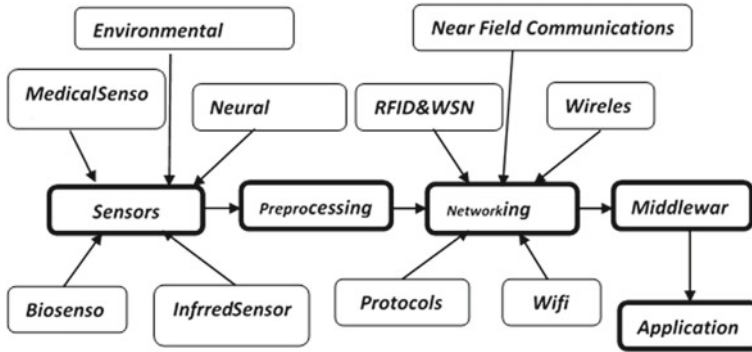 Environmental
Near Field Communications
MedicalSenso
Neural
RFID&WSN
Wireles
Sensors
Preprocessing
Networking
Middlewar
Biosenso
InfrredSensor
Protocols
Wifi
Application